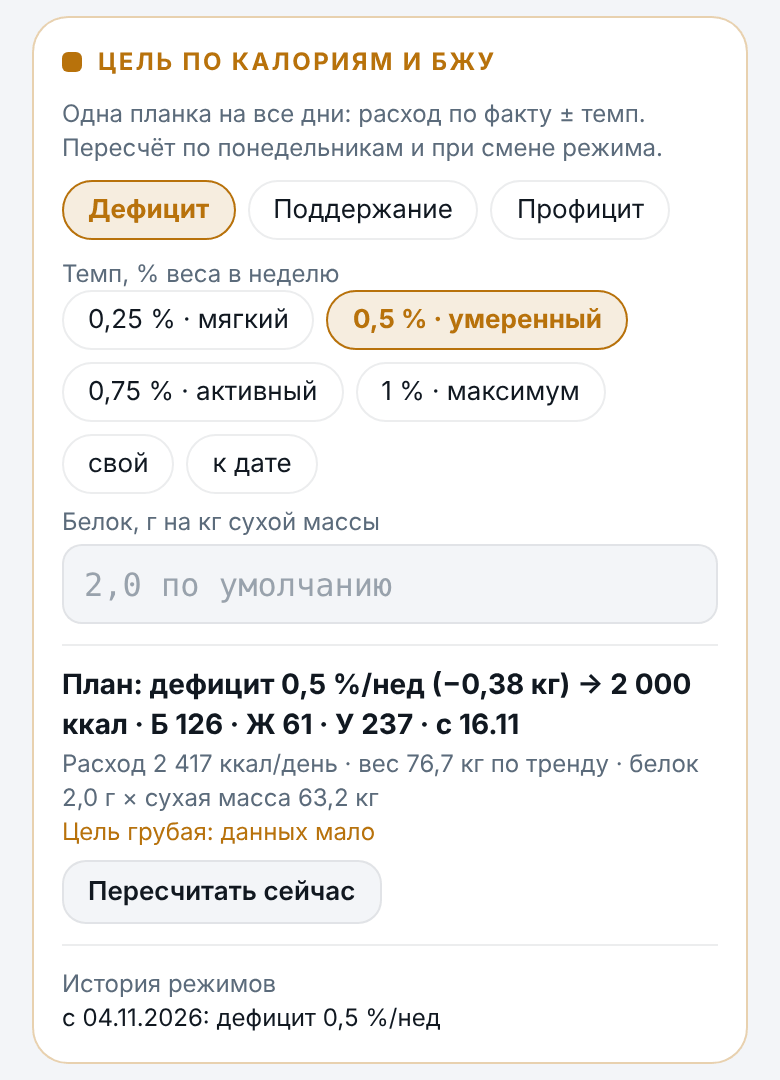 ЦЕЛЬ ПО КАЛОРИЯМ И БЖУ
Одна планка на все дни: расход по факту ± темп.
Пересчёт по понедельникам и при смене режима.
Дефицит Поддержание Профицит
Темп, % веса в неделю
0,25 % · мягкий 0,5 % · умеренный
0,75 % · активный 1 % · максимум
свой к дате
Белок, г на кг сухой массы
2,0 по умолчанию
План: дефицит 0,5 %/нед (−0,38 кг) → 2 000
ккал · Б 126 · Ж 61 · У 237 · с 16.11
Расход 2 417 ккал/день · вес 76,7 кг по тренду · белок
2,0 г × сухая масса 63,2 кг
Цель грубая: данных мало
Пересчитать сейчас
История режимов
с 04.11.2026: дефицит 0,5 %/нед